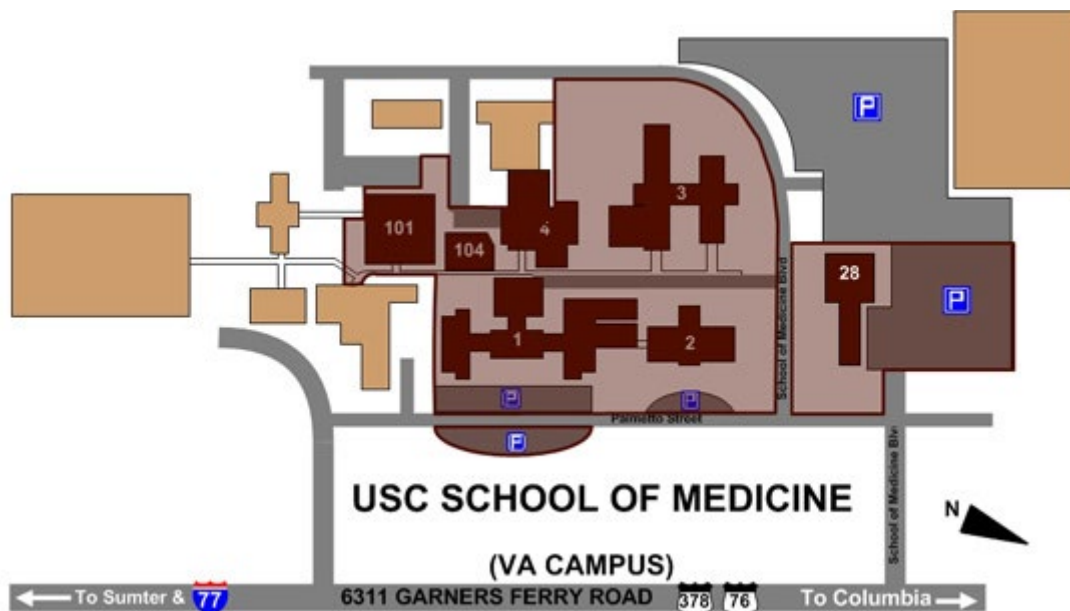 P
3
101
4
104
28
P
School of Medicine Blvd
1
2
P
P
Palmetto Street
P
USC SCHOOL OF MEDICINE
School of Medicine Blv
N
(VA CAMPUS)
To Sumter & 77
6311 GARNERS FERRY ROAD 378 76
To Columbia